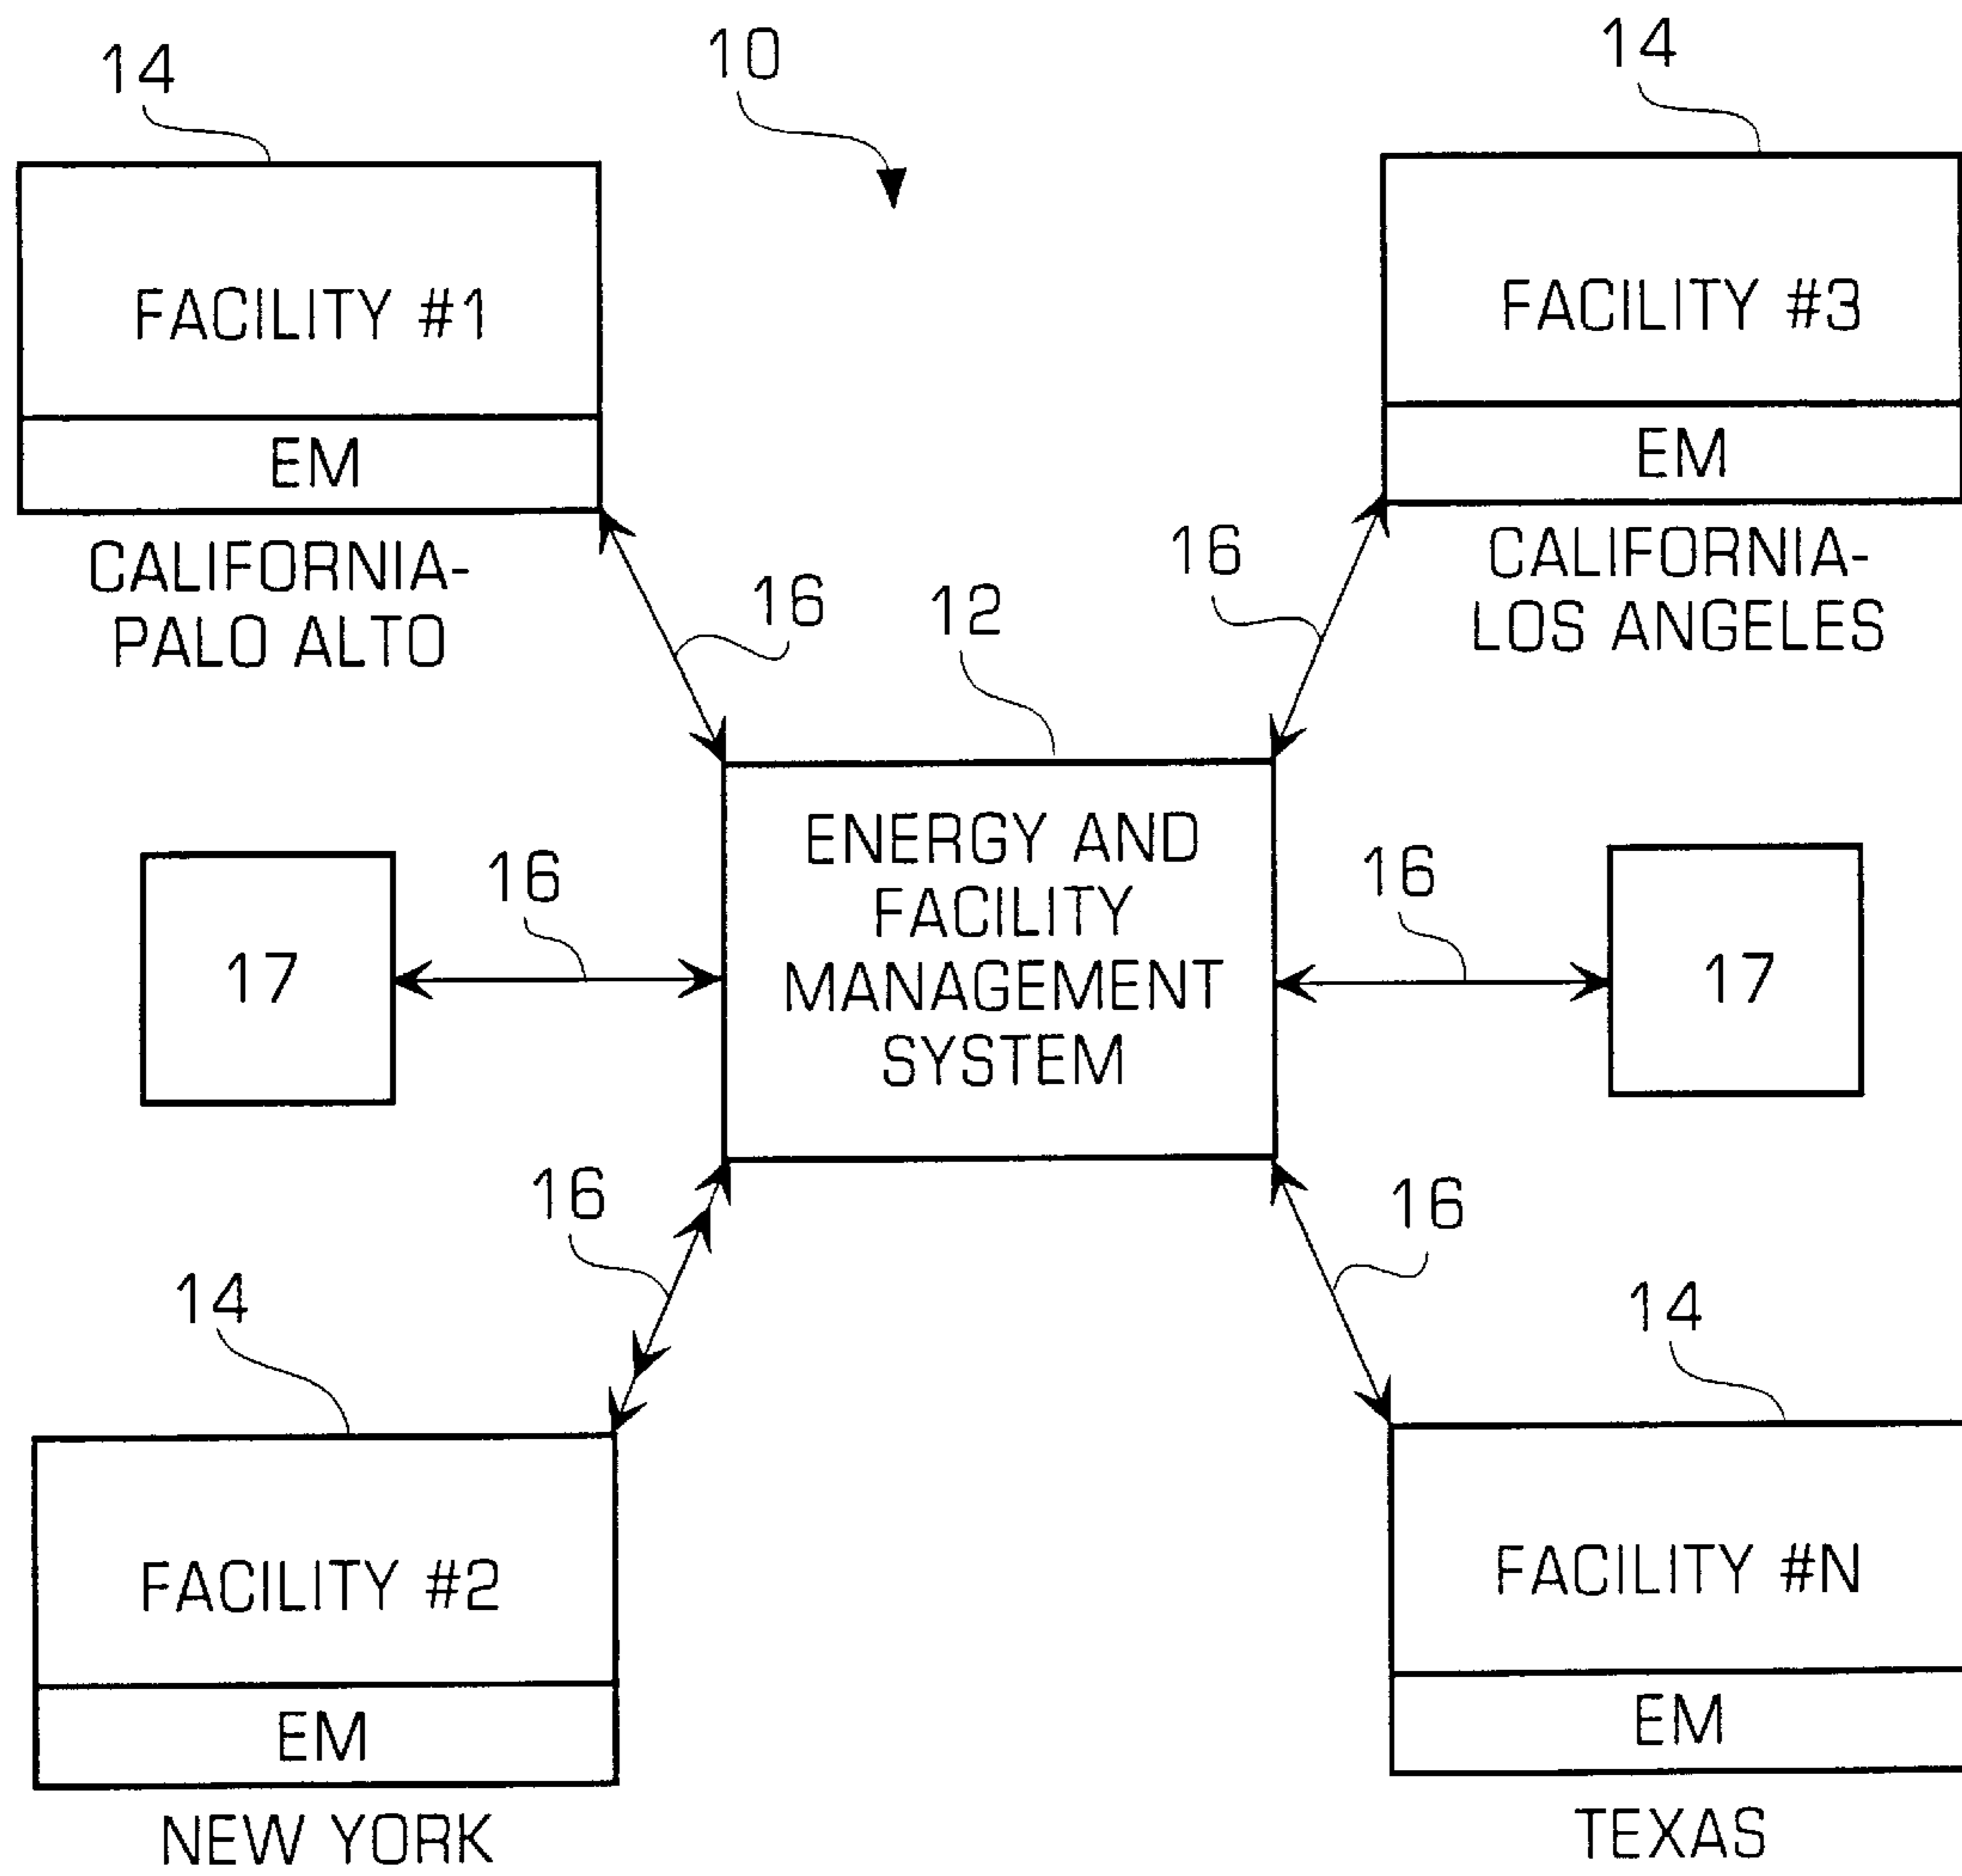 14
10
14
FACILITY #1
EM
CALIFORNIA-
PALO ALTO
FACILITY #3
EM
CALIFORNIA-
LOS ANGELES
16
12
16
ENERGY AND
FACILITY
MANAGEMENT
SYSTEM
17
16
16
17
16
16
14
14
FACILITY #2
EM
NEW YORK
FACILITY #N
EM
TEXAS